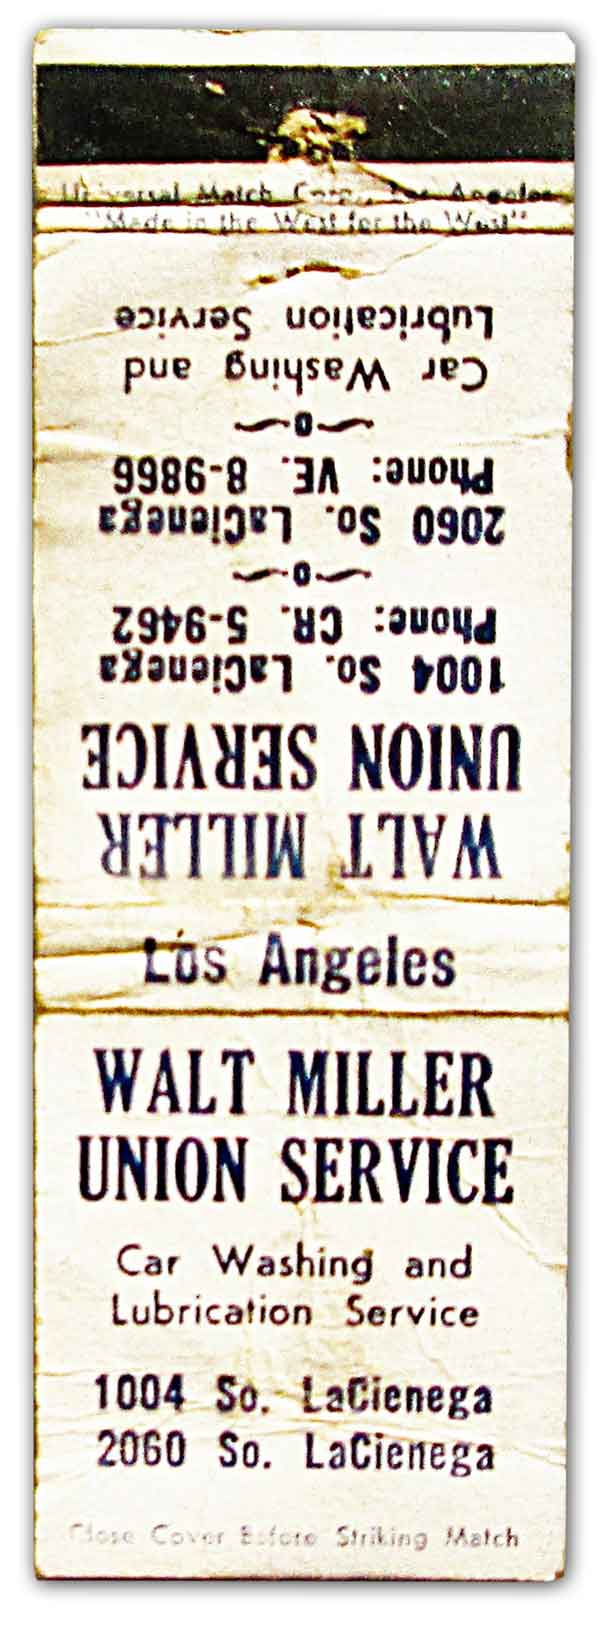 Universal Match Corp., Los Angeles
"Made in the West for the West"
WALT MILLER
UNION SERVICE
1004 So. LaCienega
Phone: CR. 5-9462
2060 So. LaCienega
Phone: VE. 8-9866
Car Washing and
Lubrication Service
Los Angeles
WALT MILLER
UNION SERVICE
Car Washing and
Lubrication Service
1004 So. LaCienega
2060 So. LaCienega
Close Cover Before Striking Match